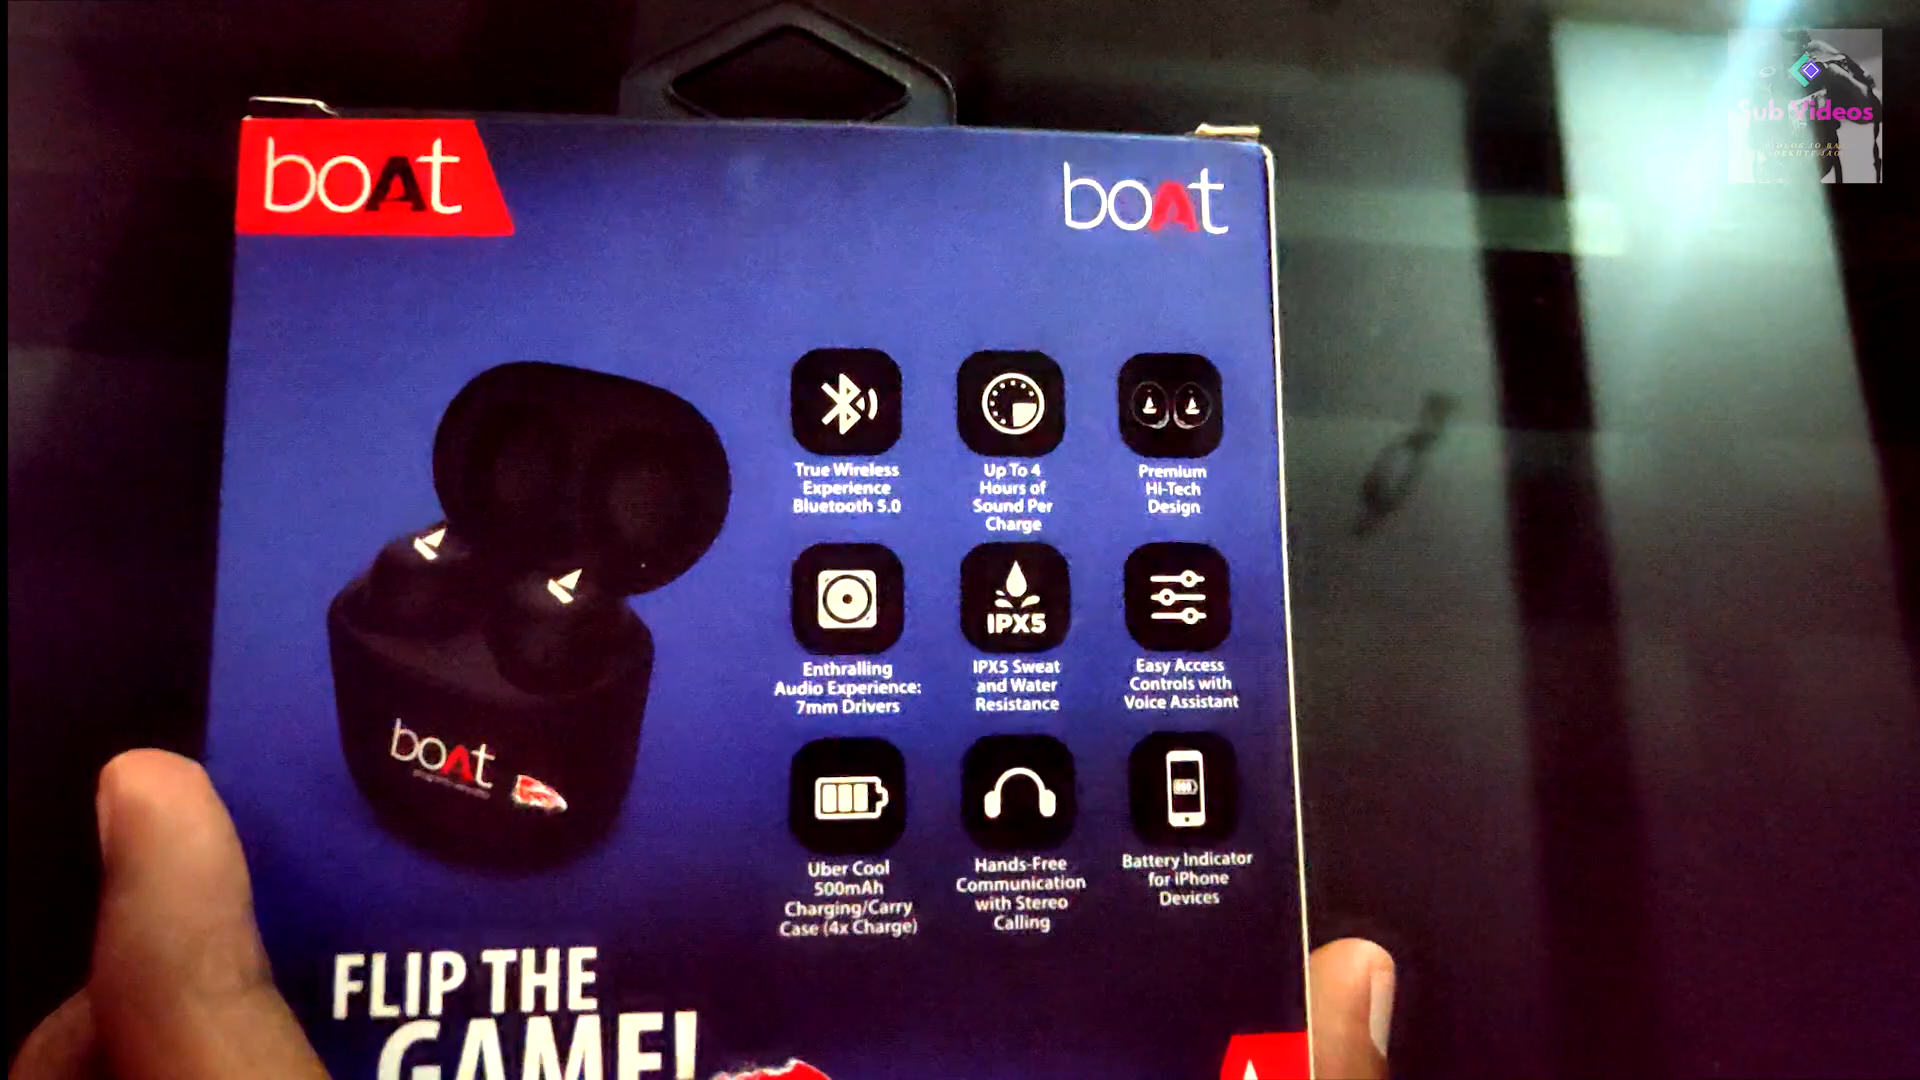 boAt
boAt
Sub Videos
True Wireless
Experience
Bluetooth 5.0
Up To 4
Hours of
Sound Per
Charge
Premium
Hi-Tech
Design
IPX5
Enthralling
Audio Experience:
7mm Drivers
IPX5 Sweat
and Water
Resistance
Easy Access
Controls with
Voice Assistant
boAt
Uber Cool
500mAh
Charging/Carry
Case (4x Charge)
Hands-Free
Communication
with Stereo
Calling
Battery Indicator
for iPhone
Devices
FLIP THE
GAME!